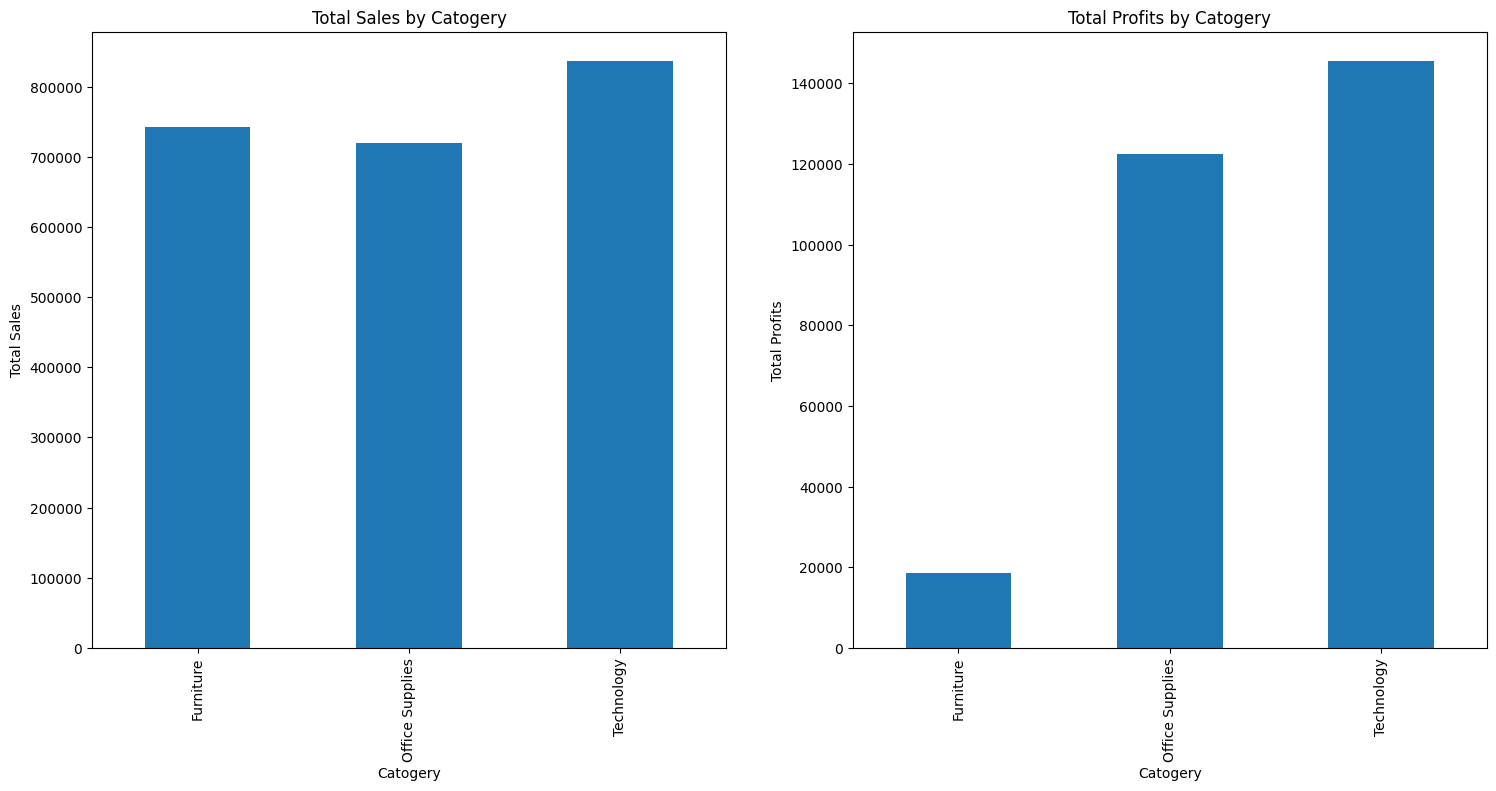 Total Sales by Catogery
Total Sales
800000
700000
600000
500000
400000
300000
200000
100000
0
Furniture
Office Supplies
Technology
Catogery
Total Profits by Catogery
Total Profits
140000
120000
100000
80000
60000
40000
20000
0
Furniture
Office Supplies
Technology
Catogery